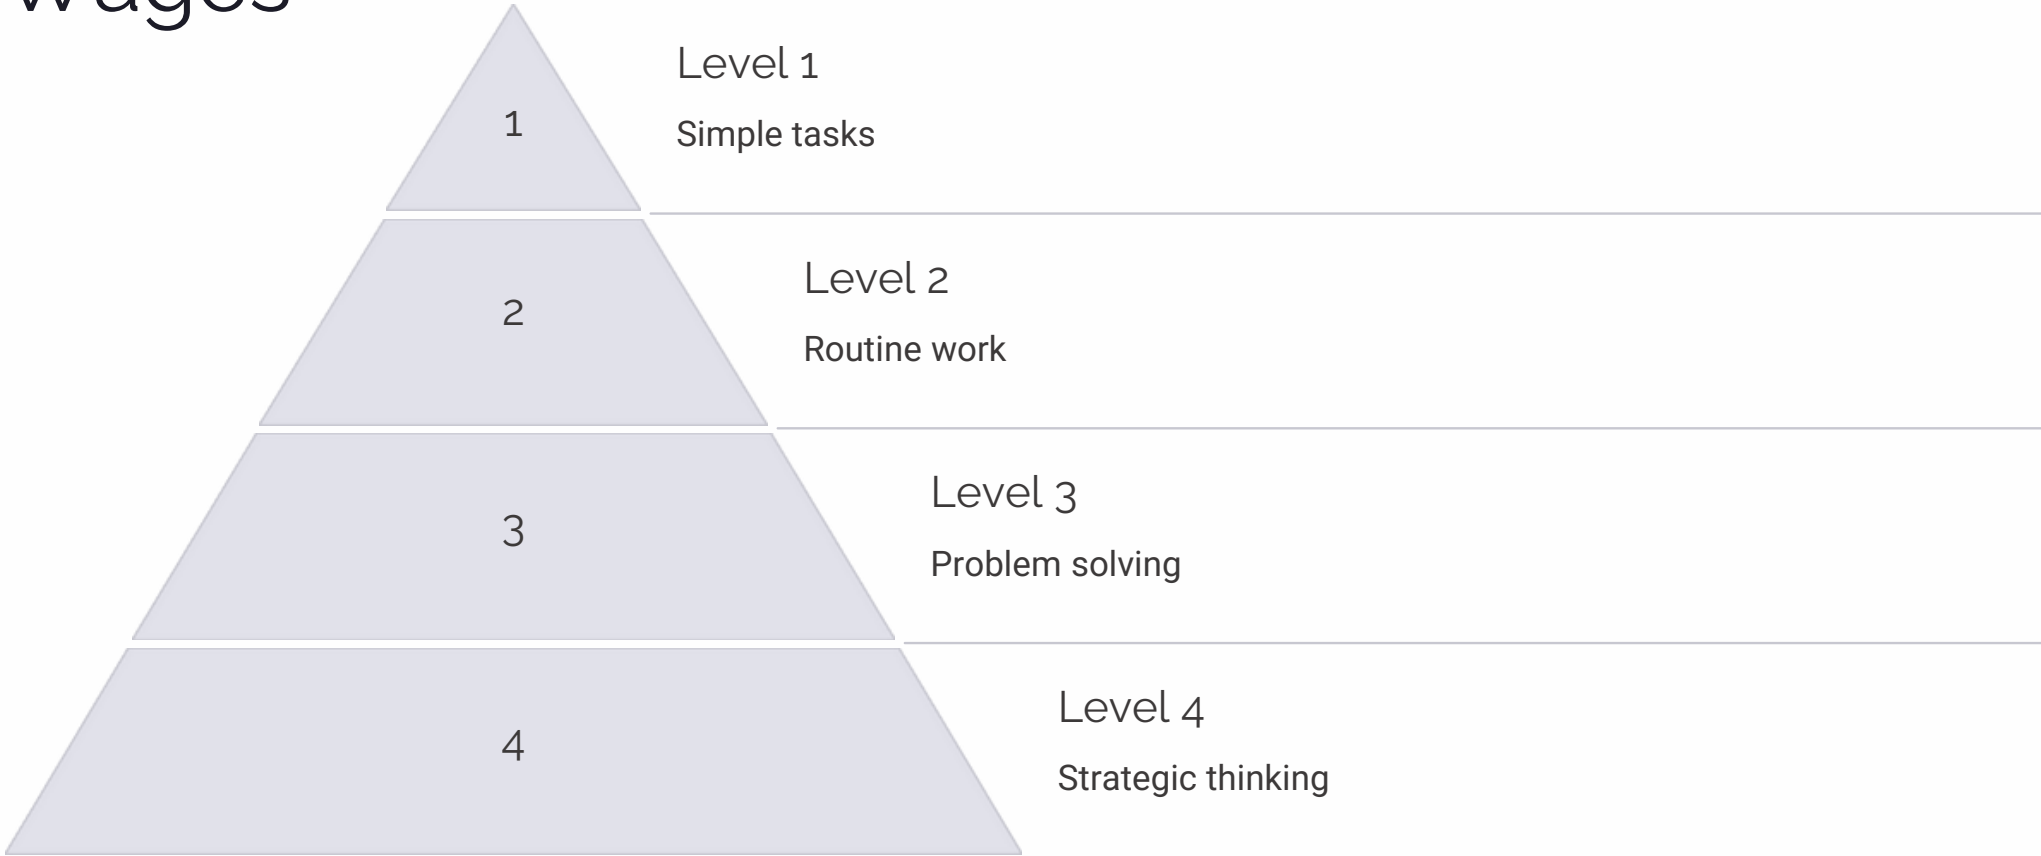 wages
1
Level 1
Simple tasks
2
Level 2
Routine work
3
Level 3
Problem solving
4
Level 4
Strategic thinking